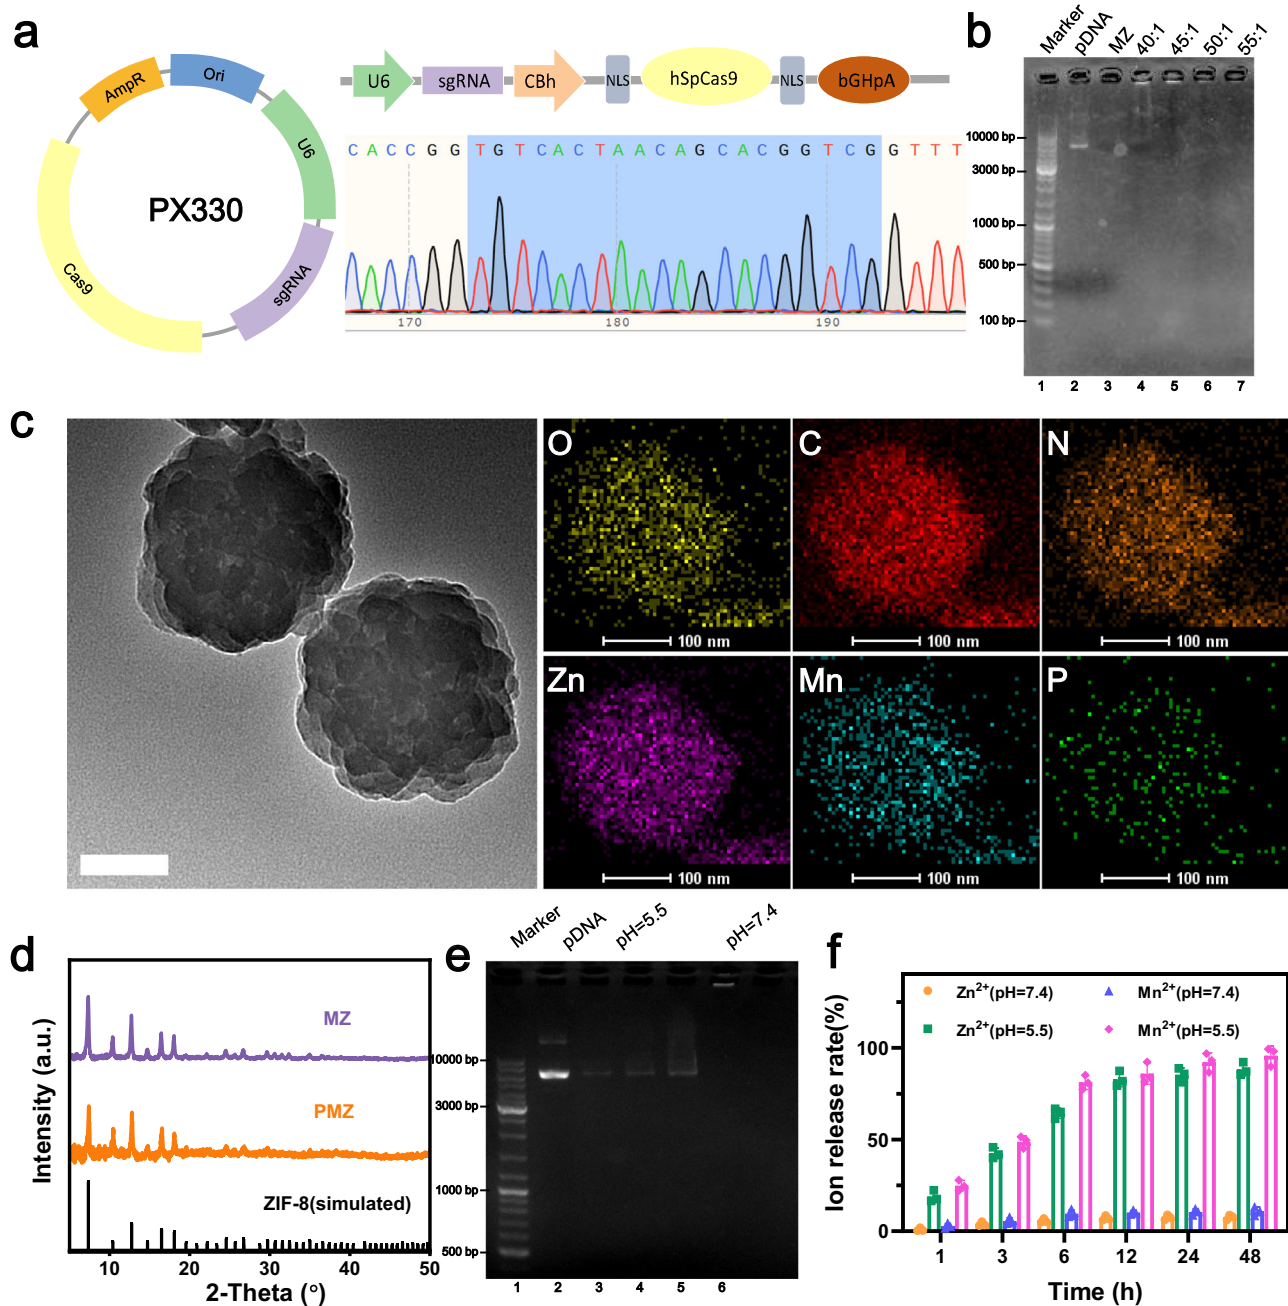 a
AmpR
Ori
U6
sgRNA
Cas9
PX330
U6 sgRNA CBh NLS hSpCas9 NLS bGHpA
C A C C G G T G T C A C T A A C A G C A C G G T C G G T T T
170 180 190
b
Marker pDNA MZ 40:1 45:1 50:1 55:1
10000 bp
3000 bp
1000 bp
500 bp
100 bp
1 2 3 4 5 6 7
c
O
100 nm
C
100 nm
N
100 nm
Zn
100 nm
Mn
100 nm
P
100 nm
d
Intensity (a.u.)
MZ
PMZ
ZIF-8(simulated)
10 20 30 40 50
2-Theta (°)
e
Marker pDNA pH=5.5 pH=7.4
10000 bp
3000 bp
1000 bp
500 bp
1 2 3 4 5 6
f
Ion release rate(%)
Zn2+(pH=7.4) Mn2+(pH=7.4)
Zn2+(pH=5.5) Mn2+(pH=5.5)
100
50
0
1 3 6 12 24 48
Time (h)